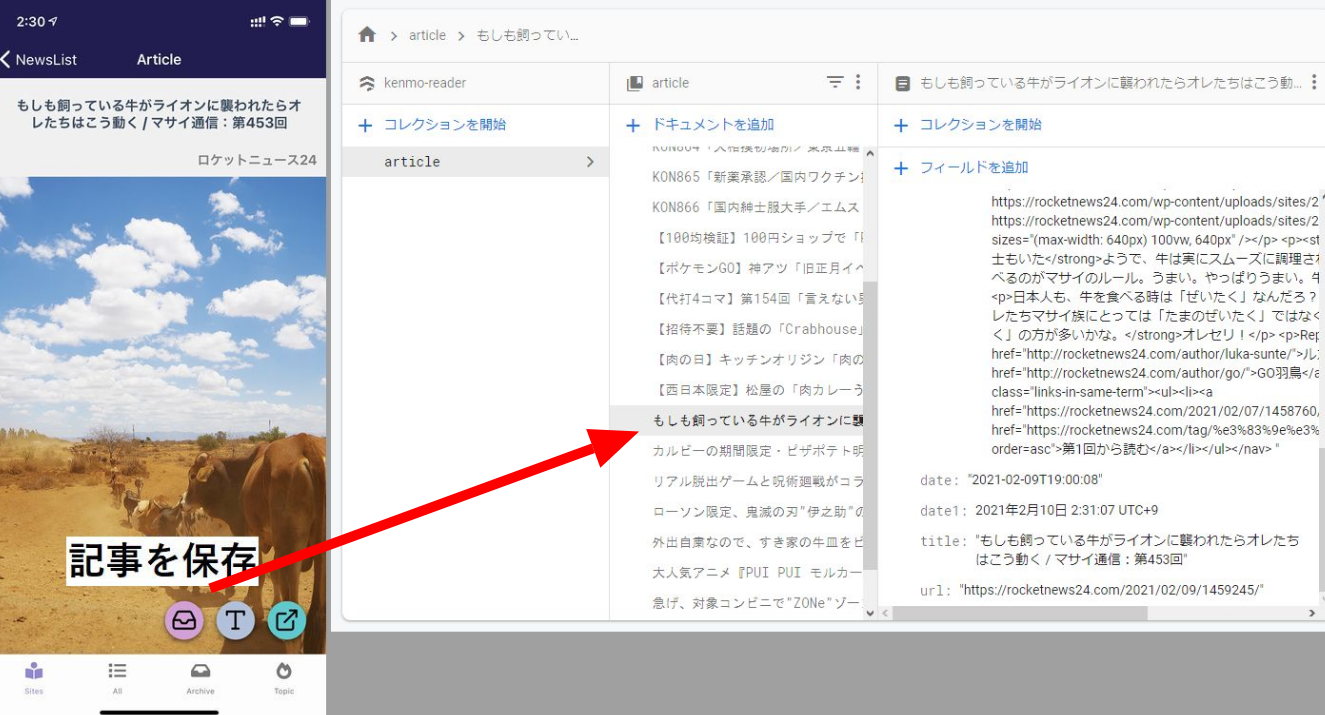 2:30
NewsList
Article
もしも飼っている牛がライオンに襲われたらオ
レたちはこう動く / マサイ通信：第453回
ロケットニュース24
記事を保存
T
Sites
All
Archive
Topic
article
もしも飼ってい...
kenmo-reader
コレクションを開始
article
article
ドキュメントを追加
KON865「新薬承認／国内ワクチン
KON866「国内紳士服大手／エムス
【100均検証】100円ショップで「
【ポケモンGO】神アツ「旧正月イベ
【代打4コマ】第154回「言えない
【招待不要】話題の「Crabhouse」
【肉の日】キッチンオリジン「肉の
【西日本限定】松屋の「肉カレーう
もしも飼っている牛がライオンに襲
カルビーの期間限定・ピザポテト明
リアル脱出ゲームと呪術廻戦がコラ
ローソン限定、鬼滅の刃"伊之助"の
外出自粛なので、すき家の牛皿をピ
大人気アニメ『PUI PUI モルカー
急げ、対象コンビニで"ZONe"ゾー
もしも飼っている牛がライオンに襲われたらオレたちはこう動...
コレクションを開始
フィールドを追加
https://rocketnews24.com/wp-content/uploads/sites/2
https://rocketnews24.com/wp-content/uploads/sites/2
sizes="(max-width: 640px) 100vw, 640px" /></p> <p><st
士もいた</strong>ようで、牛は実にスムーズに調理さ
べるのがマサイのルール。うまい。やっぱりうまい。牛
<p>日本人も、牛を食べる時は「ぜいたく」なんだろ？
レたちマサイ族にとっては「たまのぜいたく」ではなく
く」の方が多いかな。</strong>オレセリ！</p> <p>Rep
href="http://rocketnews24.com/author/luka-sunte/">ル
href="http://rocketnews24.com/author/go/">GO羽鳥</a
class="links-in-same-term"><ul><li><a
href="https://rocketnews24.com/2021/02/07/1458760,
href="https://rocketnews24.com/tag/%e3%83%9e%e3%
order=asc">第1回から読む</a></li></ul></nav> "
date: "2021-02-09T19:00:08"
date1: 2021年2月10日 2:31:07 UTC+9
title: "もしも飼っている牛がライオンに襲われたらオレたち
はこう動く / マサイ通信：第453回"
url: "https://rocketnews24.com/2021/02/09/1459245/"